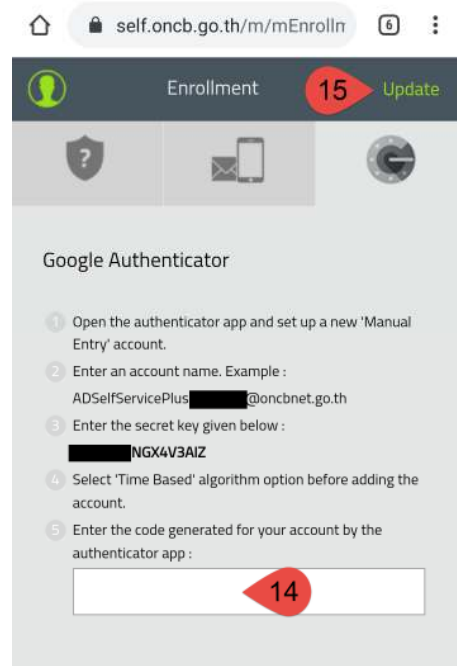 self.oncb.go.th/m/mEnrolln
6
Enrollment
15
Update
?
Google Authenticator
1 Open the authenticator app and set up a new 'Manual
Entry' account.
2 Enter an account name. Example :
ADSelfServicePlus @oncbnet.go.th
3 Enter the secret key given below :
NGX4V3AIZ
4 Select 'Time Based' algorithm option before adding the
account.
5 Enter the code generated for your account by the
authenticator app :
14